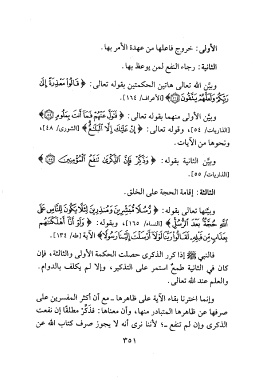 الأولى: خروج فاعلها من عهدة الأمر بها.
الثانية: رجاء النفع لمن يوعظ بها.
وبيّن الله تعالى هاتين الحكمتين بقوله تعالى: ﴿قَالُوا مَعْذِرَةً إِلَىٰ
رَبِّكُمْ وَلَعَلَّهُمْ يَتَّقُونَ ﴾ [الأعراف/ ١٦٤].
وبيّن الأولى منهما بقوله تعالى: ﴿فَتَوَلَّ عَنْهُمْ فَمَا أَنتَ بِمَلُومٍ ﴾
[الذاريات/ ٥٤]، وقوله تعالى: ﴿إِنْ عَلَيْكَ إِلَّا الْبَلَاغُ﴾ [الشورى/ ٤٨]،
ونحوها من الآيات.
وبيّن الثانية بقوله: ﴿وَذَكِّرْ فَإِنَّ الذِّكْرَىٰ تَنفَعُ الْمُؤْمِنِينَ ﴾
[الذاريات/ ٥٥].
الثالثة: إقامة الحجة على الخلق.
وبيّنها تعالى بقوله: ﴿رُّسُلًا مُّبَشِّرِينَ وَمُنذِرِينَ لِئَلَّا يَكُونَ لِلنَّاسِ عَلَى
اللَّهِ حُجَّةٌ بَعْدَ الرُّسُلِ﴾ [النساء/ ١٦٥]، وبقوله: ﴿وَلَوْ أَنَّا أَهْلَكْنَاهُم
بِعَذَابٍ مِّن قَبْلِهِ لَقَالُوا رَبَّنَا لَوْلَا أَرْسَلْتَ إِلَيْنَا رَسُولًا﴾ الآية [طه/ ١٣٤].
فالنبي ﷺ إذا كرر الذكرى حصلت الحكمة الأولى والثالثة، فإن
كان في الثانية طمع استمر على التذكير، وإلا لم يكلف بالدوام.
والعلم عند الله تعالى.
وإنما اخترنا بقاء الآية على ظاهرها ـ مع أن أكثر المفسرين على
صرفها عن ظاهرها المتبادر منها، وأن معناها: فذكّر مطلقًا إن نفعت
الذكرى وإن لم تنفع ـ؛ لأننا نرى أنه لا يجوز صرف كتاب الله عن
٣٥١